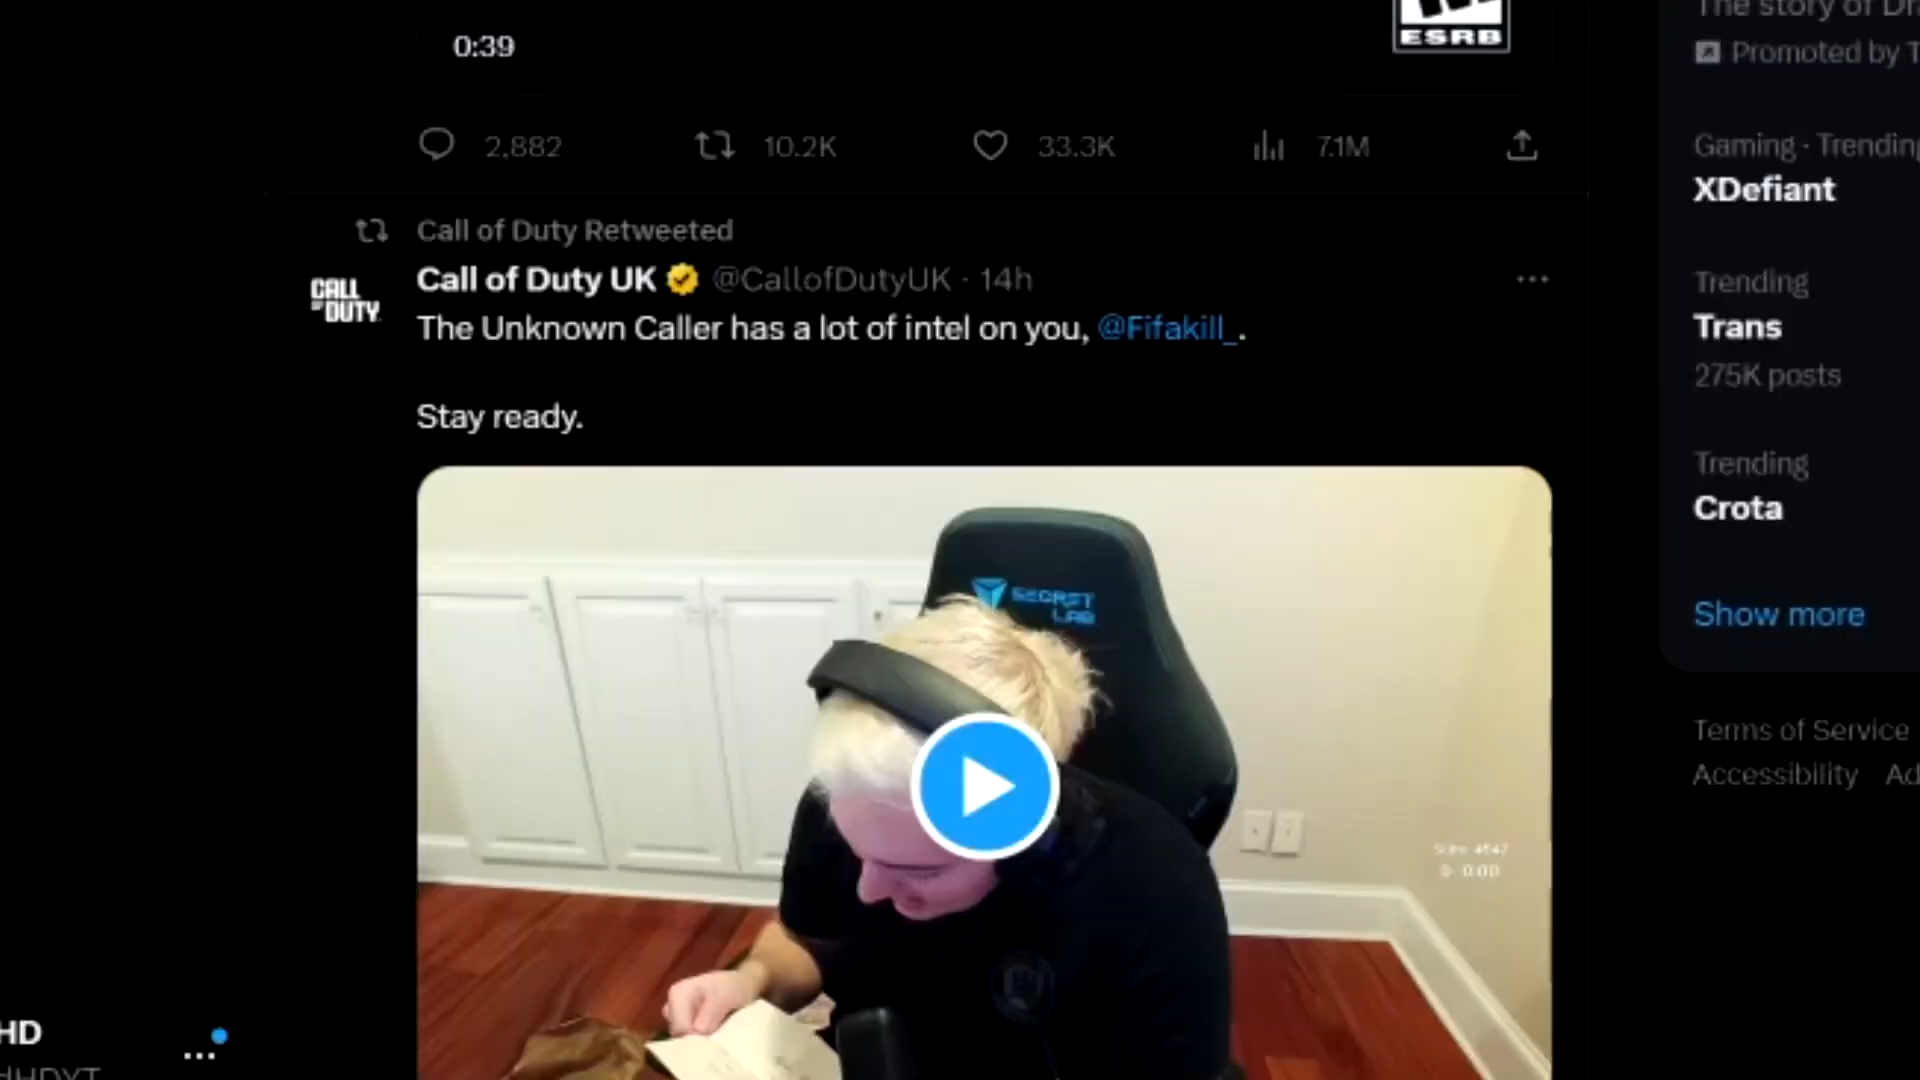 0:39
ESRB
2,882
10.2K
33.3K
7.1M
Call of Duty Retweeted
CALL OF DUTY
Call of Duty UK @CallofDutyUK · 14h
The Unknown Caller has a lot of intel on you, @Fifakill_.
Stay ready.
SECRET
LAB
The story of
Promoted by
Gaming · Trending
XDefiant
Trending
Trans
275K posts
Trending
Crota
Show more
Terms of Service
Accessibility
HD